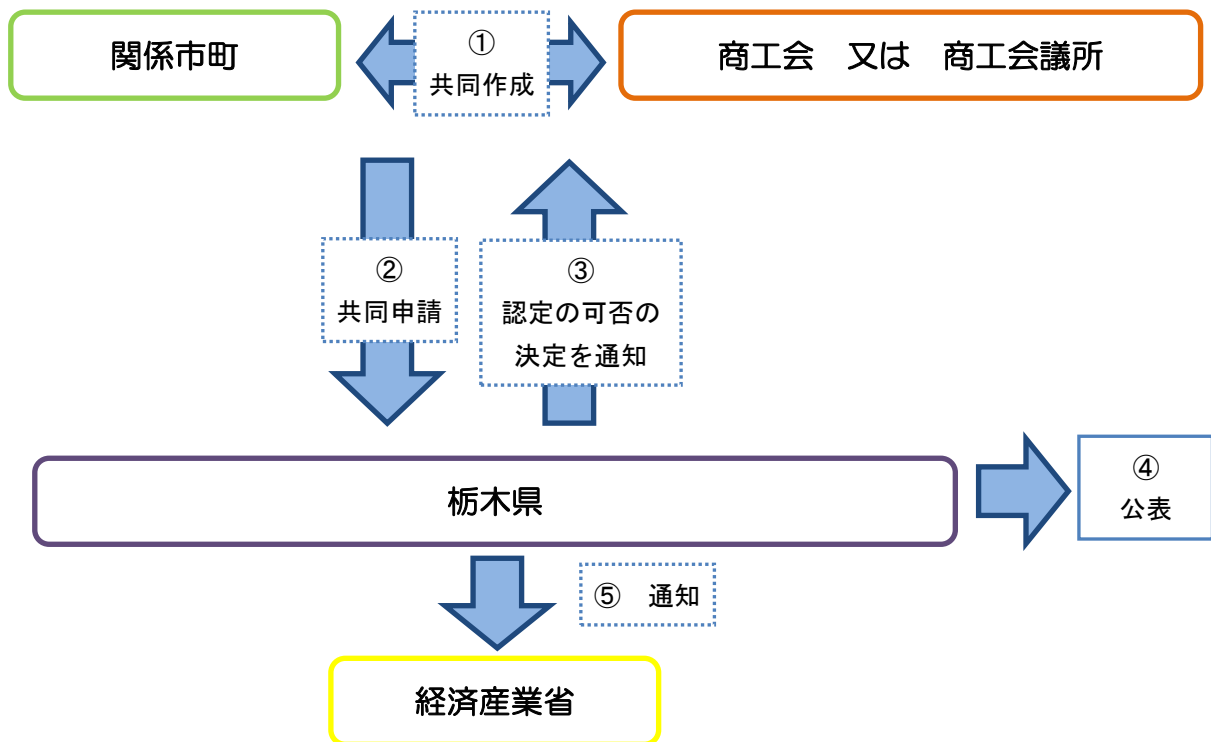 関係市町
①
共同作成
商工会　又は　商工会議所
②
共同申請
③
認定の可否の
決定を通知
栃木県
④
公表
⑤　通知
経済産業省